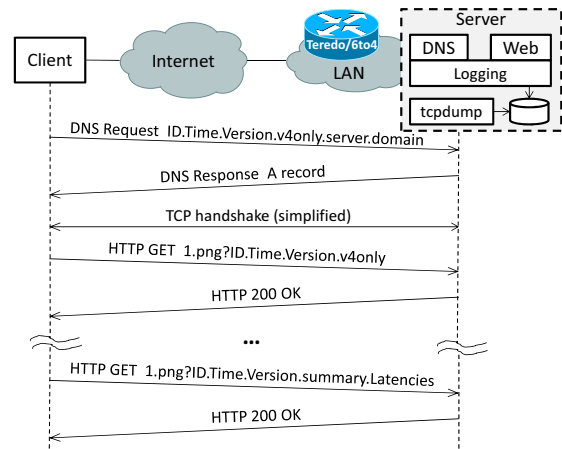 Server
Teredo/6to4
Client
Internet
LAN
DNS
Web
Logging
tcpdump
DNS Request ID.Time.Version.v4only.server.domain
DNS Response A record
TCP handshake (simplified)
HTTP GET 1.png?ID.Time.Version.v4only
HTTP 200 OK
...
HTTP GET 1.png?ID.Time.Version.summary.Latencies
HTTP 200 OK